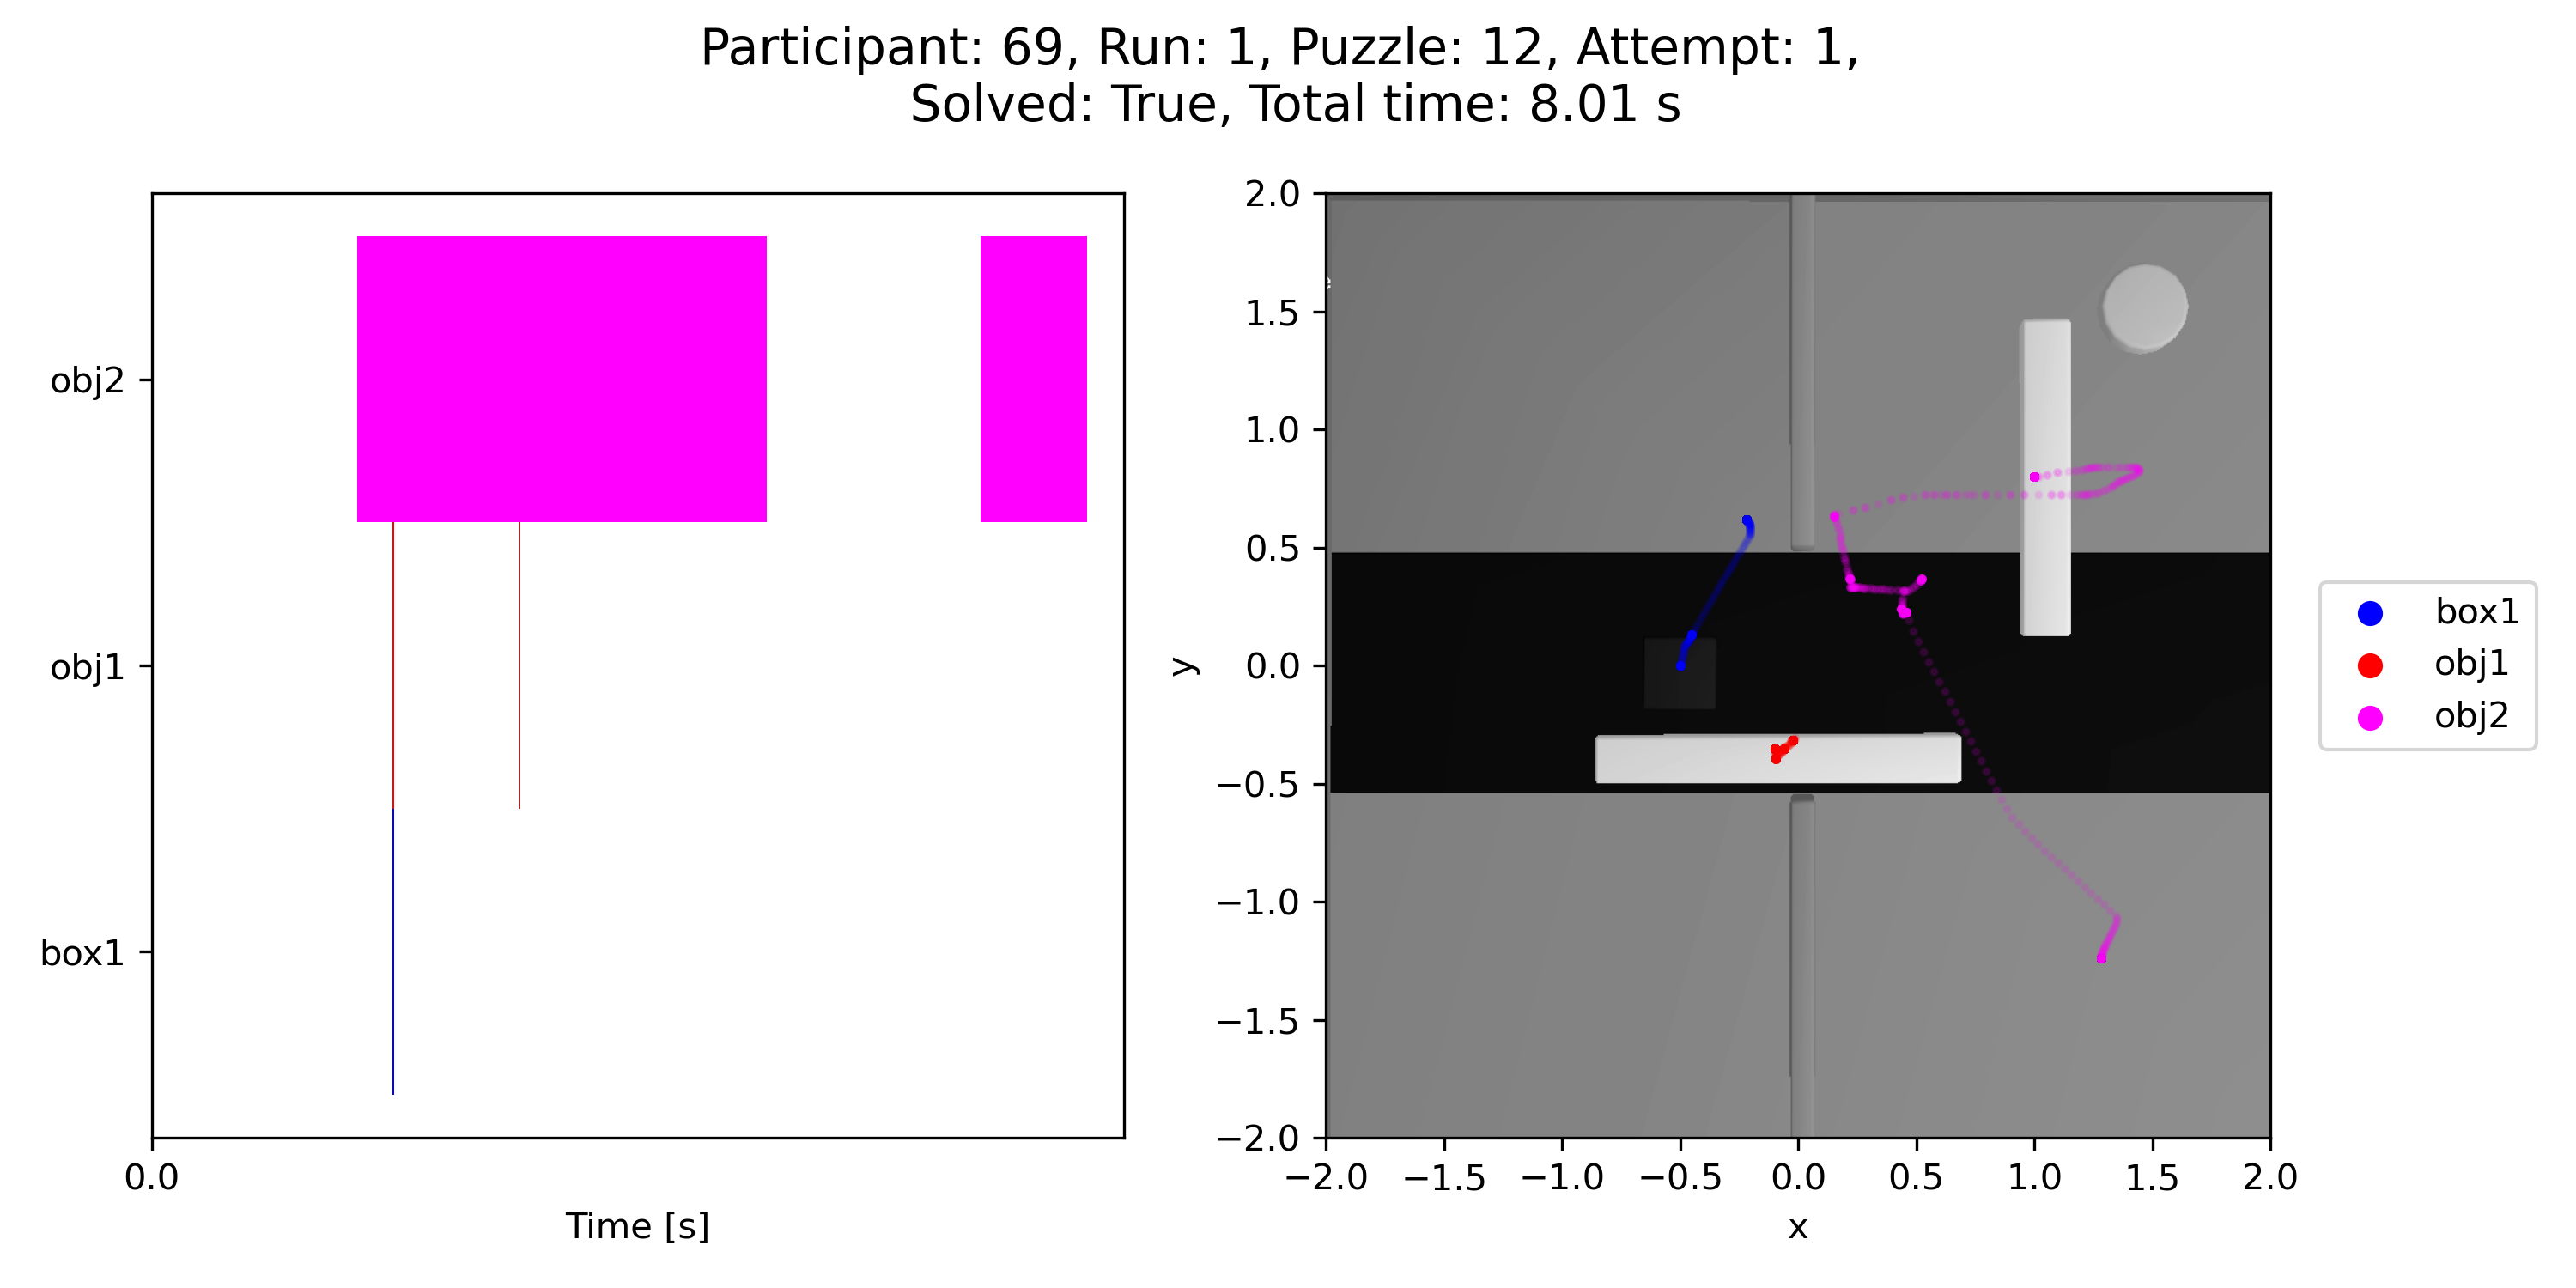 Participant: 69, Run: 1, Puzzle: 12, Attempt: 1,
Solved: True, Total time: 8.01 s
obj2
obj1
box1
0.0
Time [s]
2.0
1.5
1.0
0.5
0.0
−0.5
−1.0
−1.5
−2.0
y
−2.0 −1.5 −1.0 −0.5 0.0 0.5 1.0 1.5 2.0
x
box1
obj1
obj2